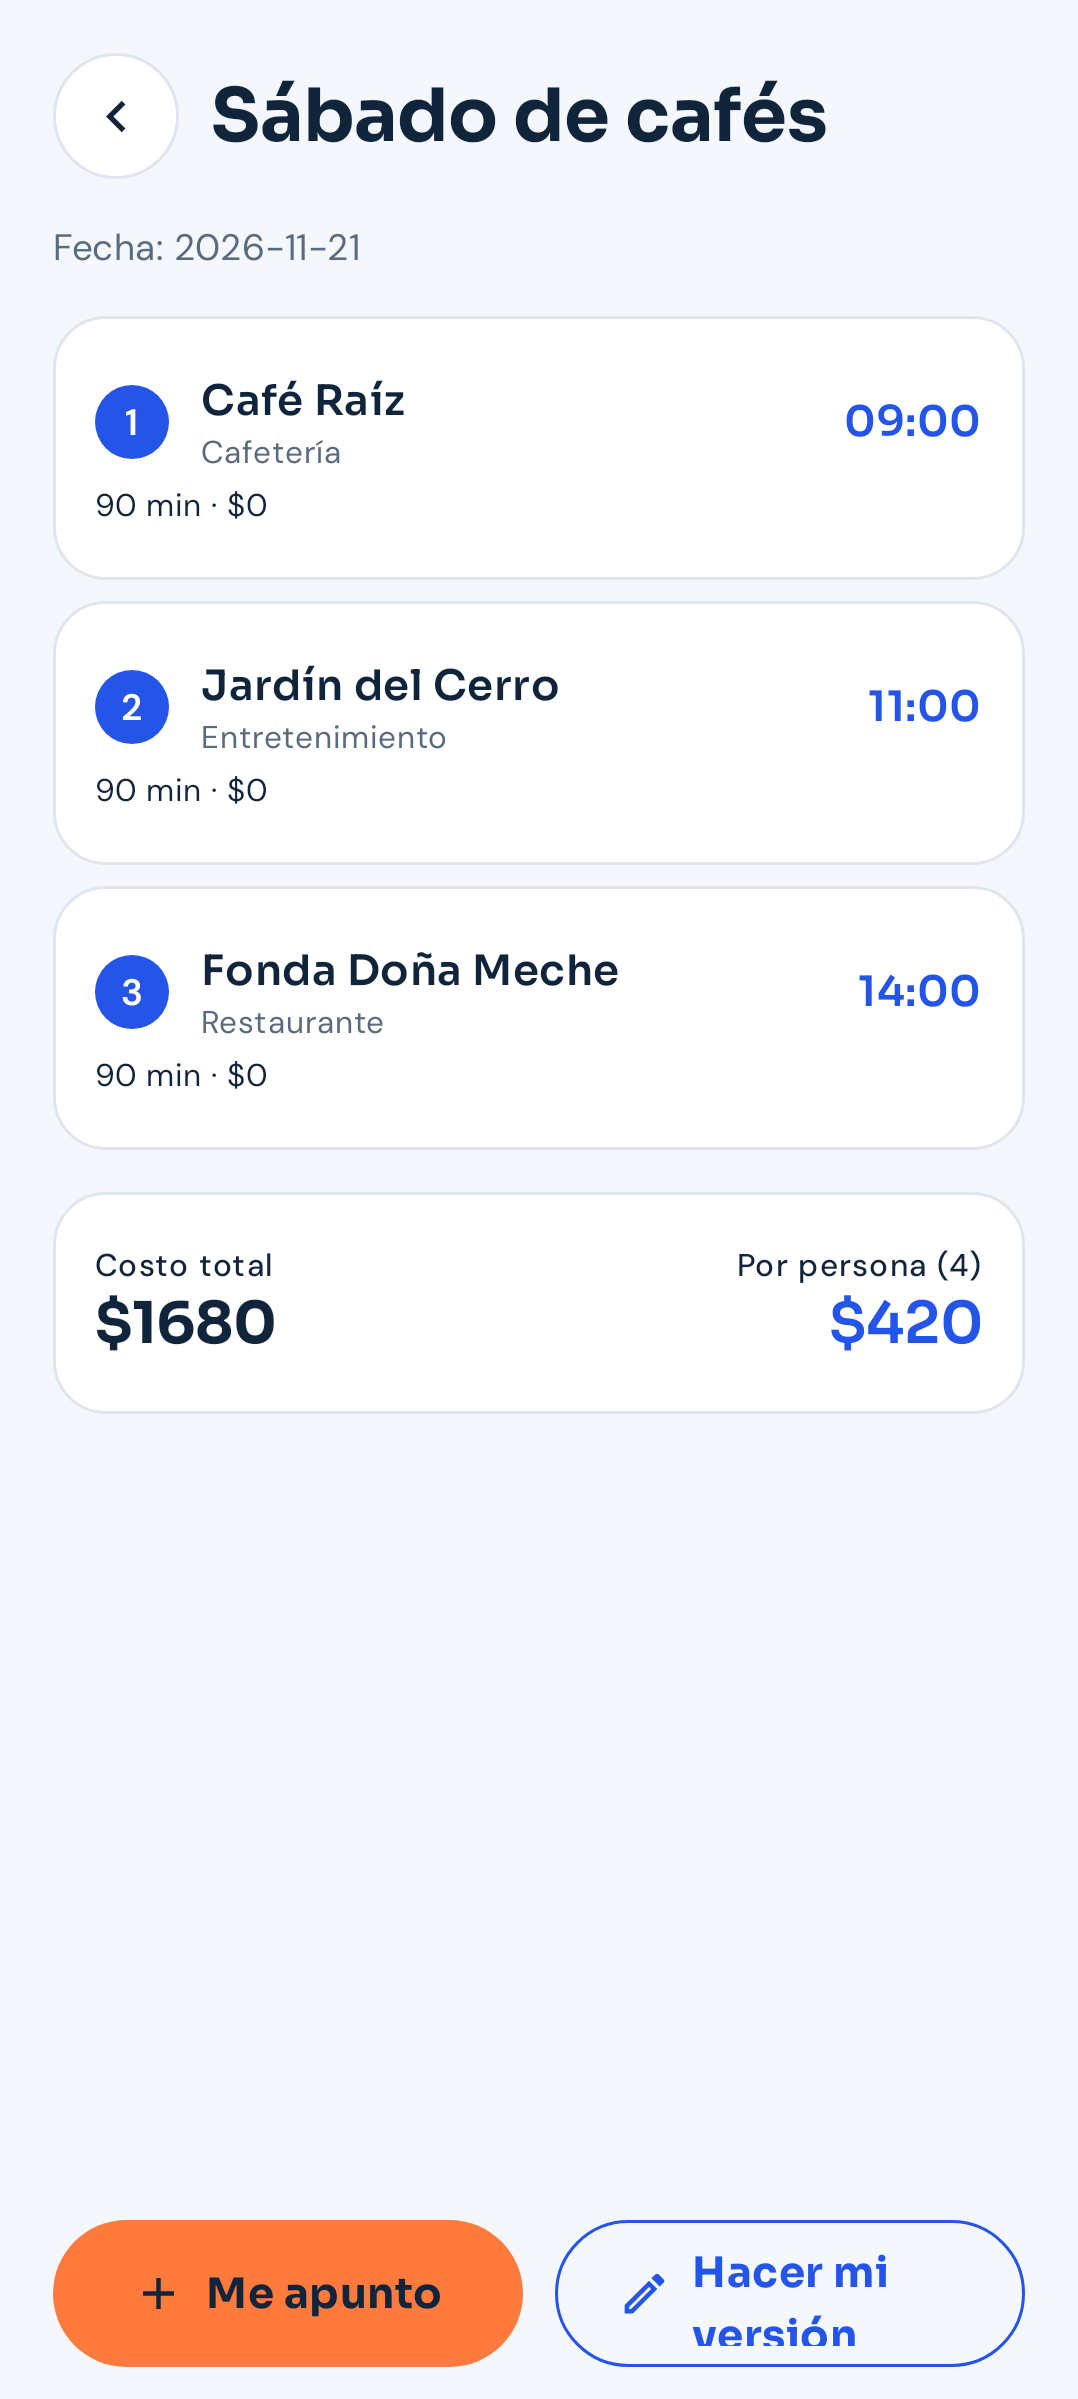 Sábado de cafés
Fecha: 2026-11-21
1
Café Raíz
Cafetería
09:00
90 min · $0
2
Jardín del Cerro
Entretenimiento
11:00
90 min · $0
3
Fonda Doña Meche
Restaurante
14:00
90 min · $0
Costo total
Por persona (4)
$1680
$420
Me apunto
Hacer mi
versión